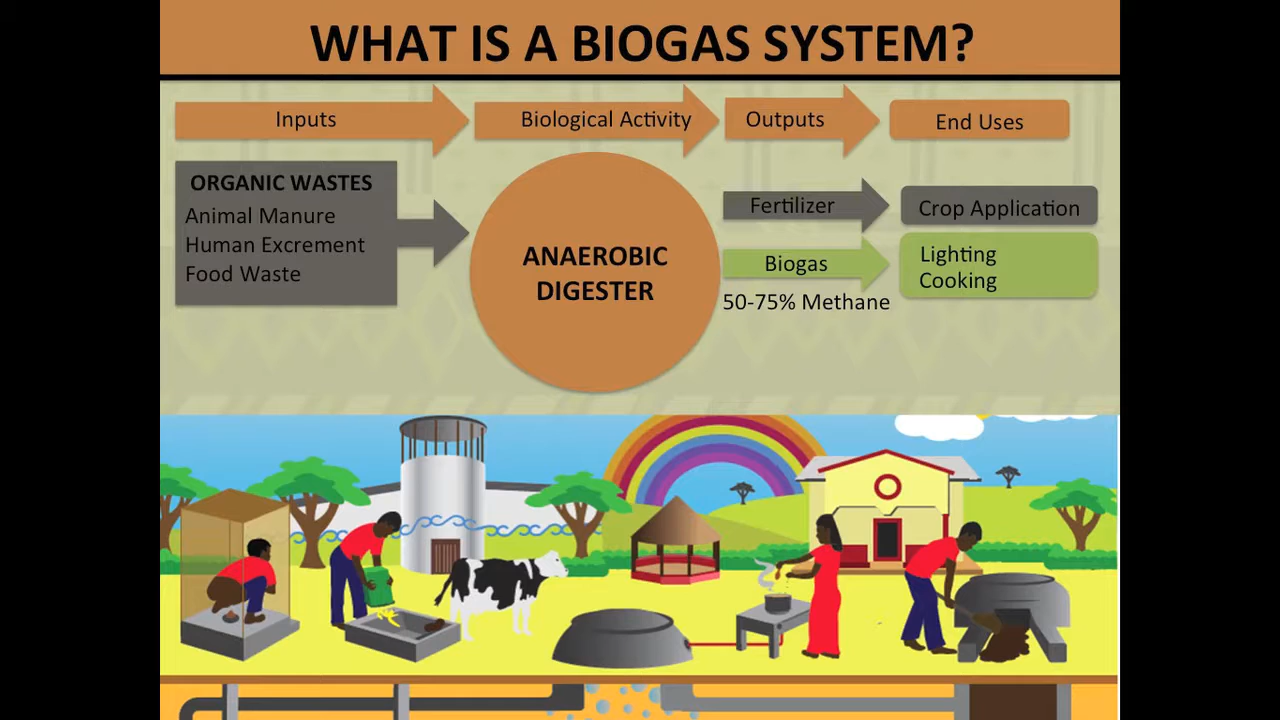 WHAT IS A BIOGAS SYSTEM?
Inputs
Biological Activity
Outputs
End Uses
ORGANIC WASTES
Animal Manure
Human Excrement
Food Waste
ANAEROBIC
DIGESTER
Fertilizer
Crop Application
Biogas
Lighting
Cooking
50-75% Methane